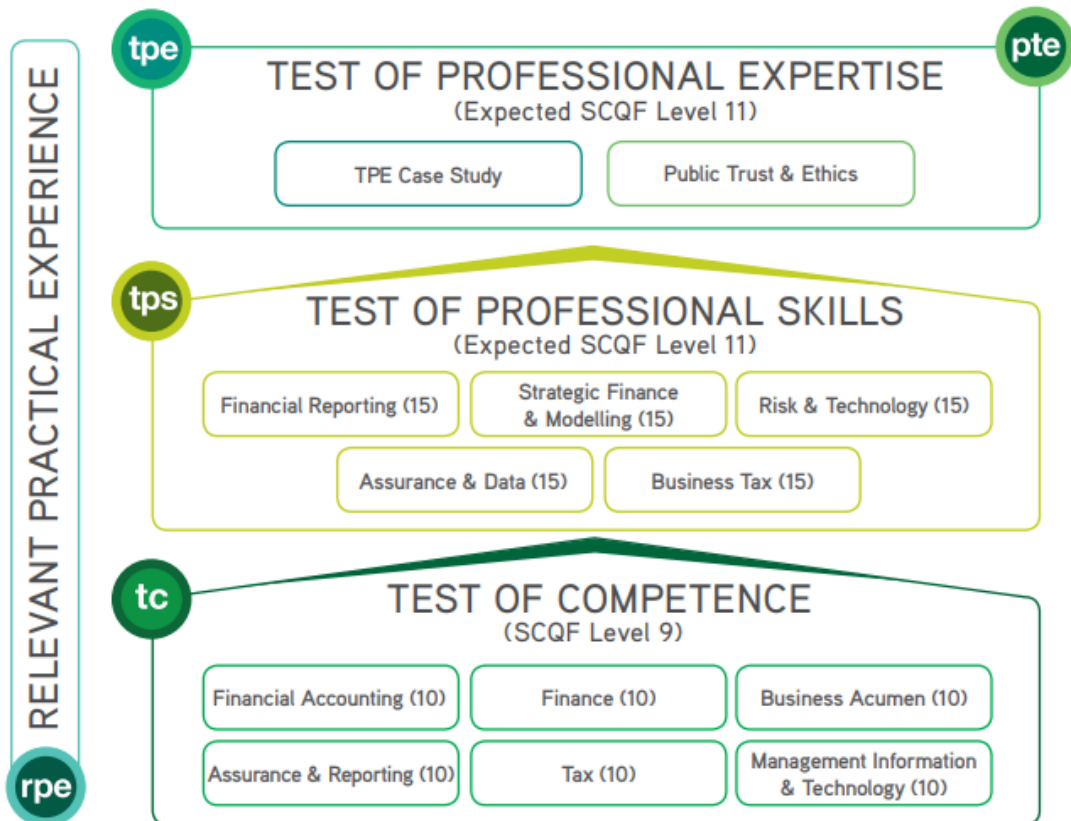 tpe
pte
TEST OF PROFESSIONAL EXPERTISE
(Expected SCQF Level 11)
TPE Case Study
Public Trust & Ethics
tps
TEST OF PROFESSIONAL SKILLS
(Expected SCQF Level 11)
Financial Reporting (15)
Strategic Finance
& Modelling (15)
Risk & Technology (15)
Assurance & Data (15)
Business Tax (15)
tc
TEST OF COMPETENCE
(SCQF Level 9)
Financial Accounting (10)
Finance (10)
Business Acumen (10)
Assurance & Reporting (10)
Tax (10)
Management Information
& Technology (10)
RELEVANT PRACTICAL EXPERIENCE
rpe